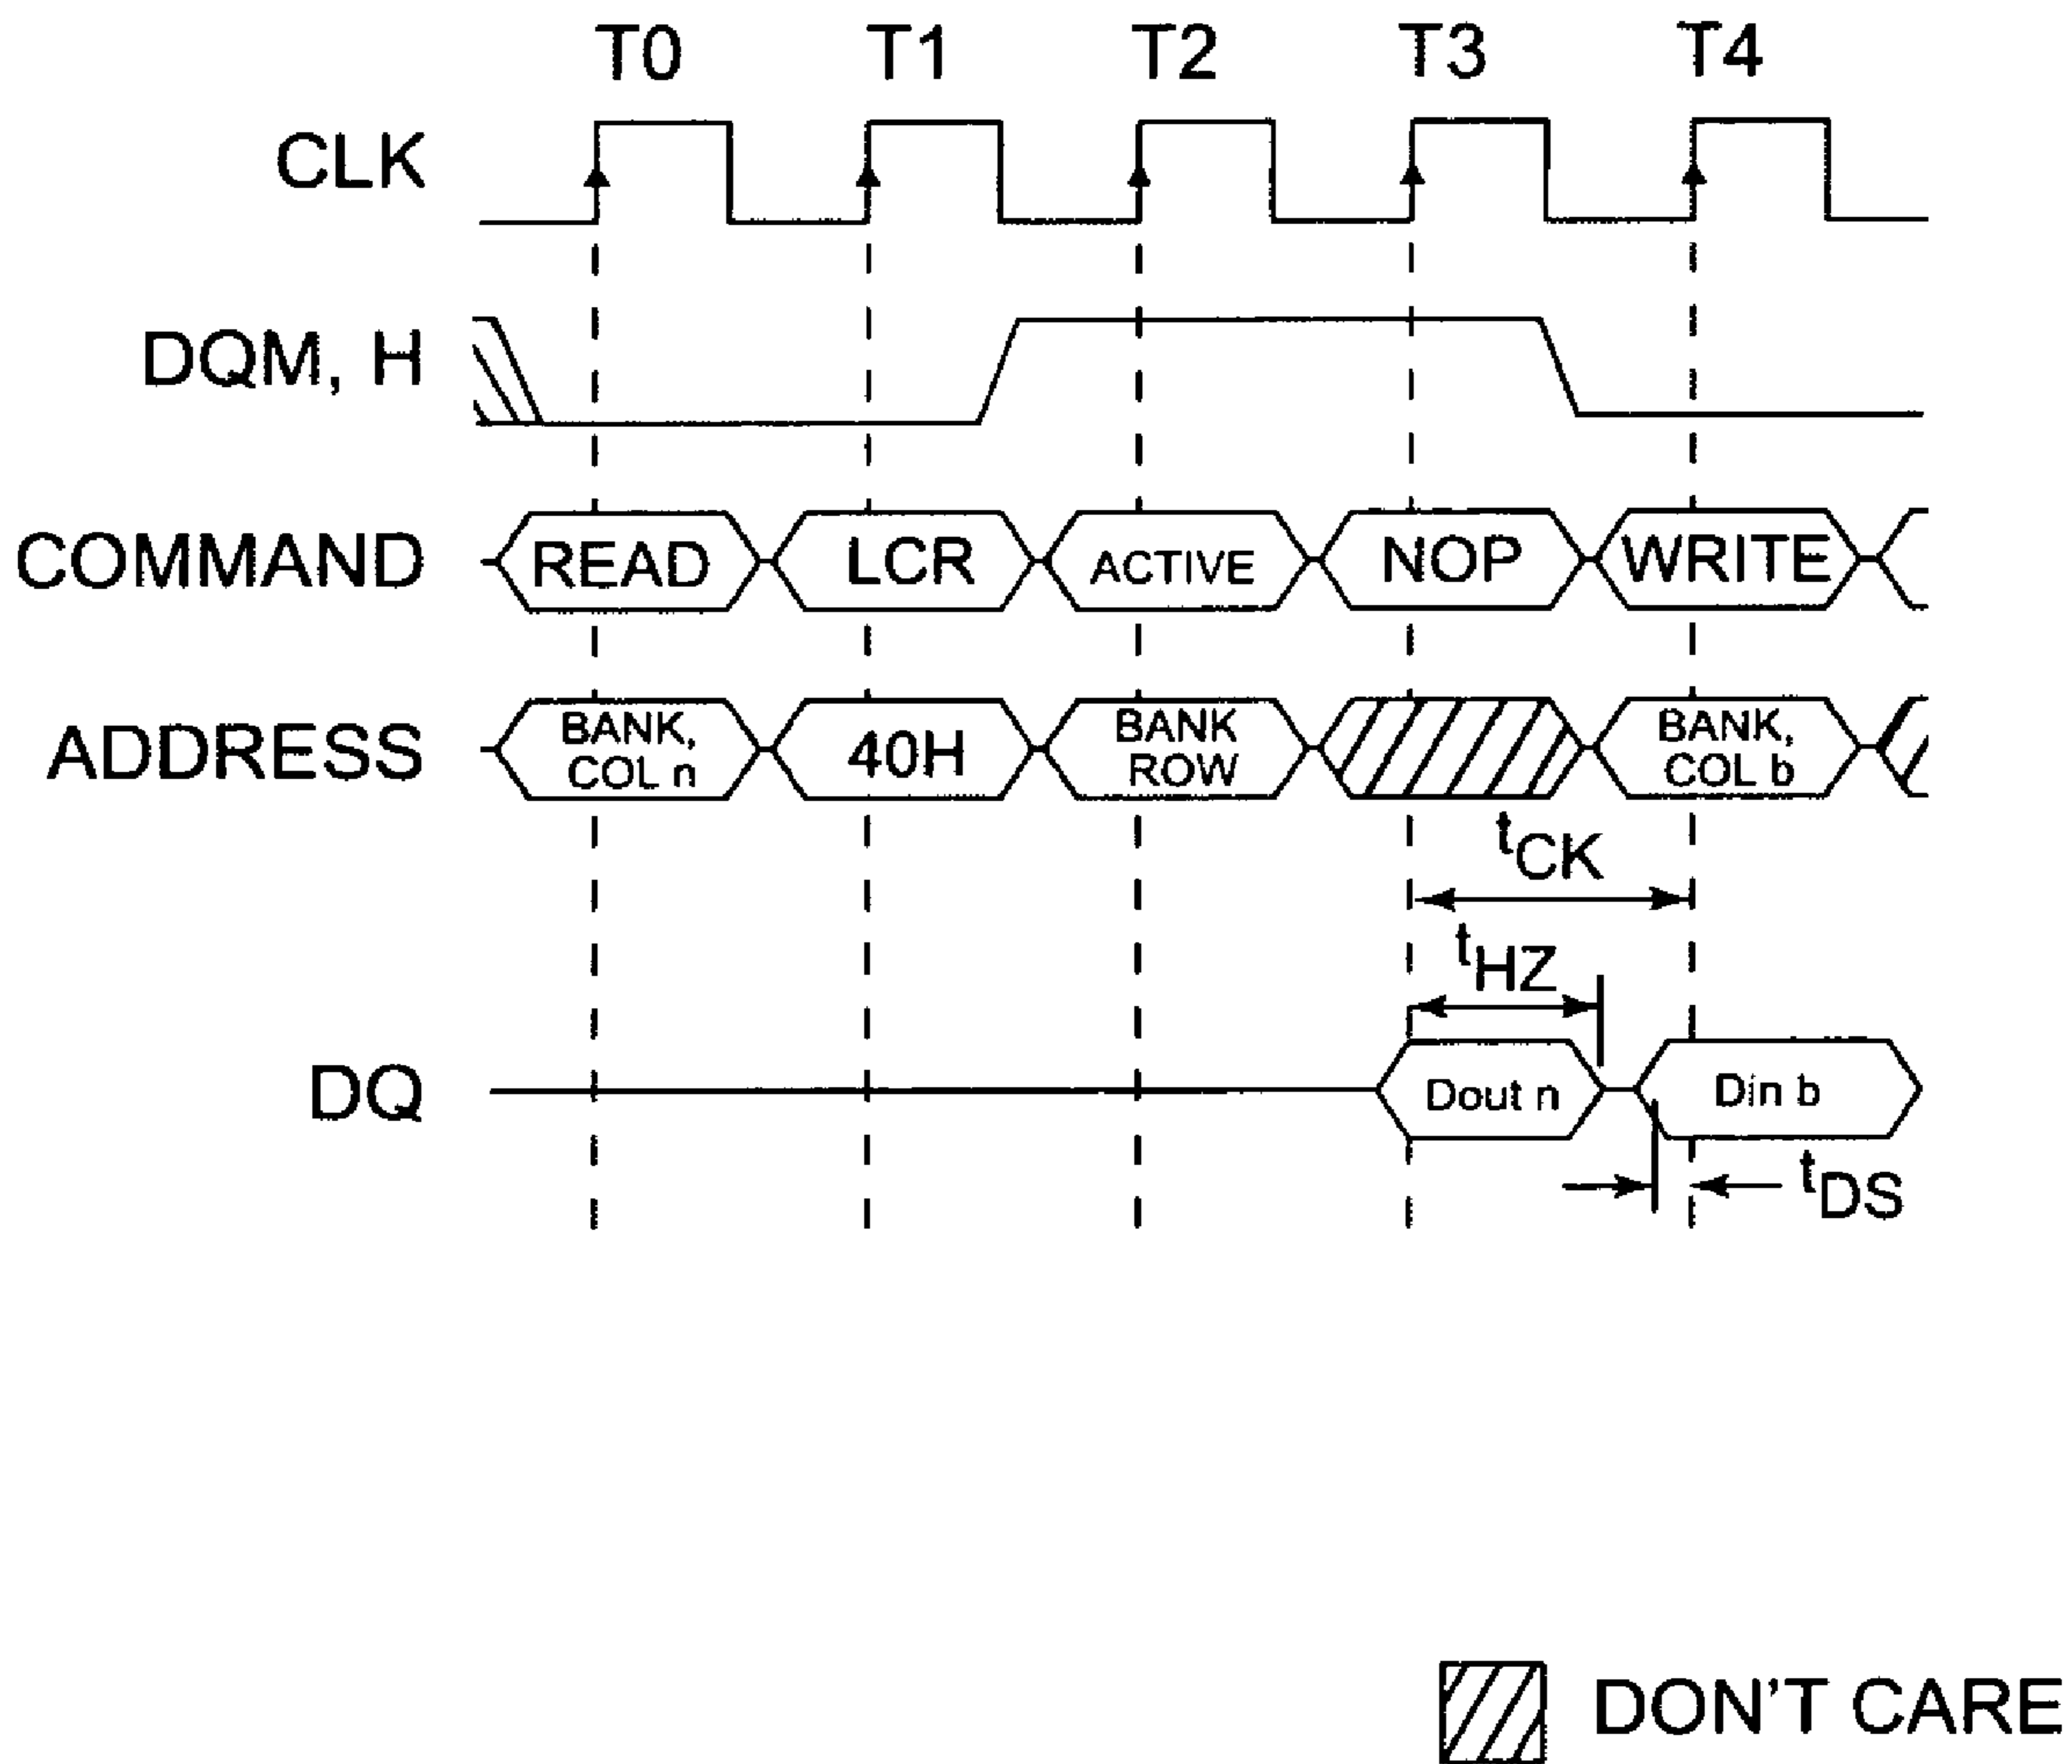 T0 T1 T2 T3 T4
CLK
DQM, H
COMMAND READ LCR ACTIVE NOP WRITE
ADDRESS BANK, COL n 40H BANK ROW BANK, COL b
tCK
tHZ
DQ Dout n Din b
tDS
DON'T CARE